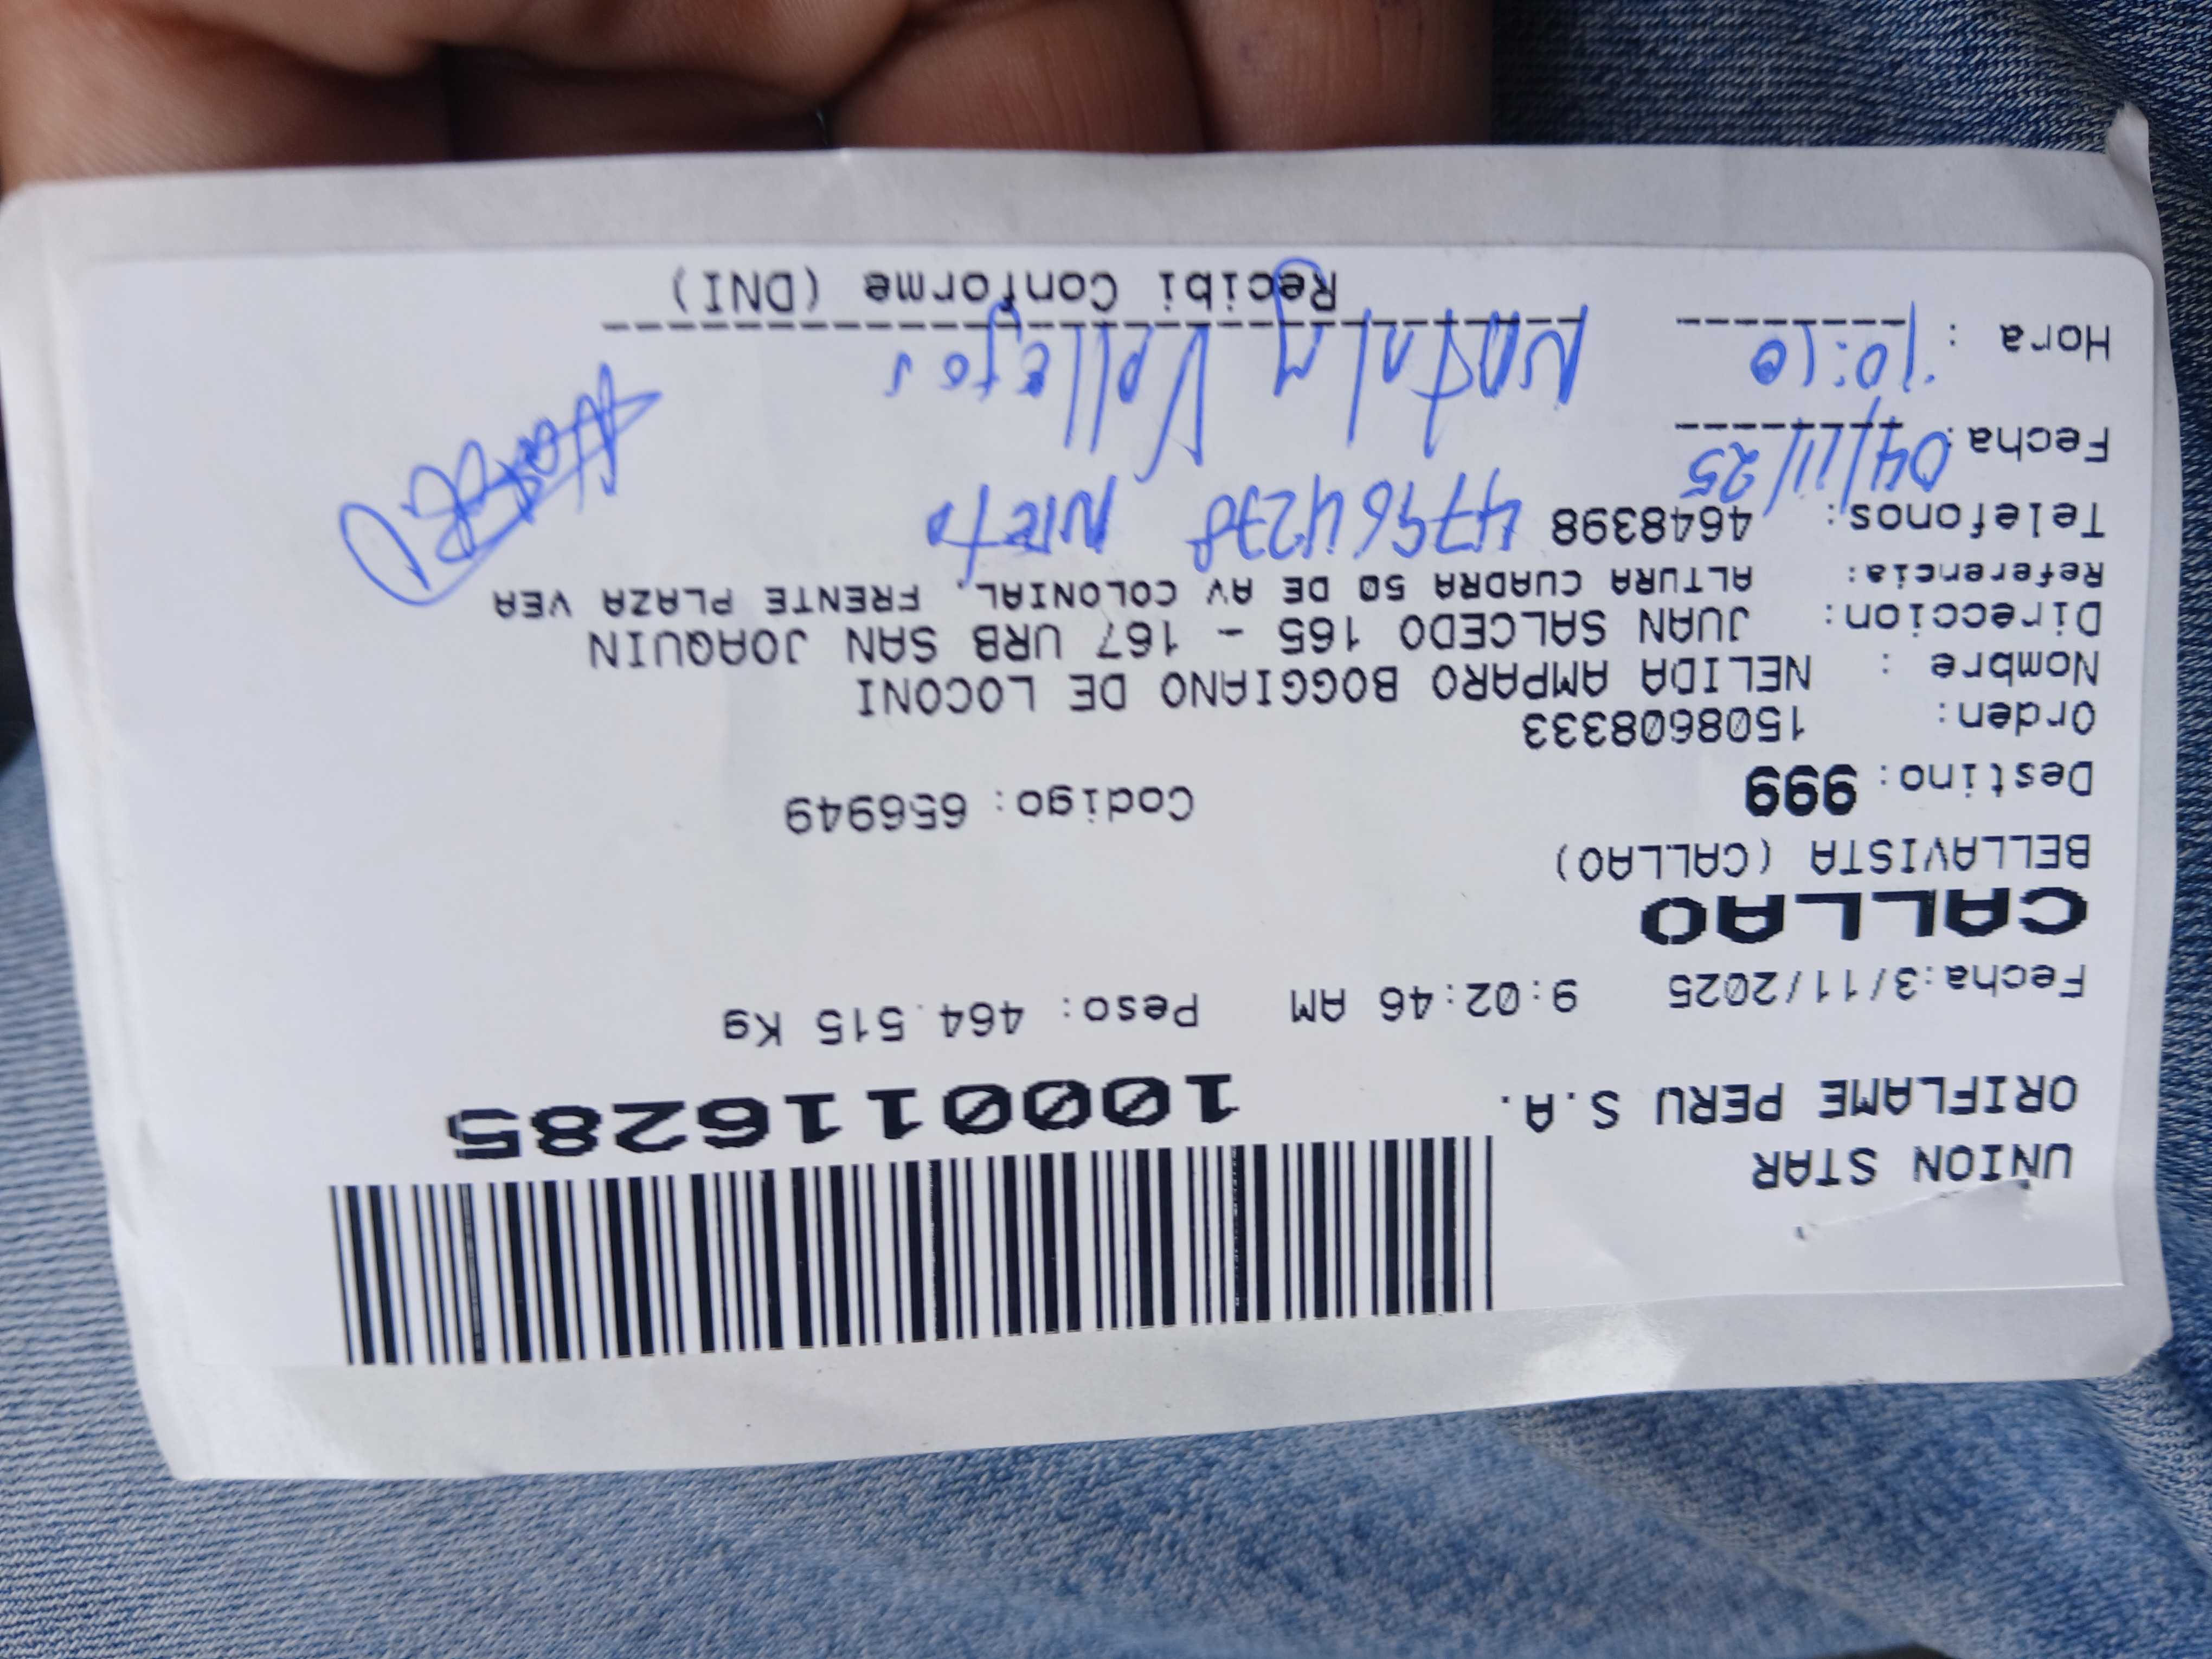 UNION STAR
ORIFLAME PERU S.A.
1000116285
Fecha:3/11/2025 9:02:46 AM Peso: 464.515 Kg
CALLAO
BELLAVISTA (CALLAO)
Destino: 999 Codigo: 656949
Orden: 1508608333
Nombre : NELIDA AMPARO BOGGIANO DE LOCONI
Direccion: JUAN SALCEDO 165 - 167 URB SAN JOAQUIN
Referencia: ALTURA CUADRA 50 DE AV COLONIAL, FRENTE PLAZA VEA
Telefonos: 4648398 47964238 Nieto
Fecha: 04/11/25
Hora : 10:10 Nataly Vallejos
Recibi Conforme (DNI)